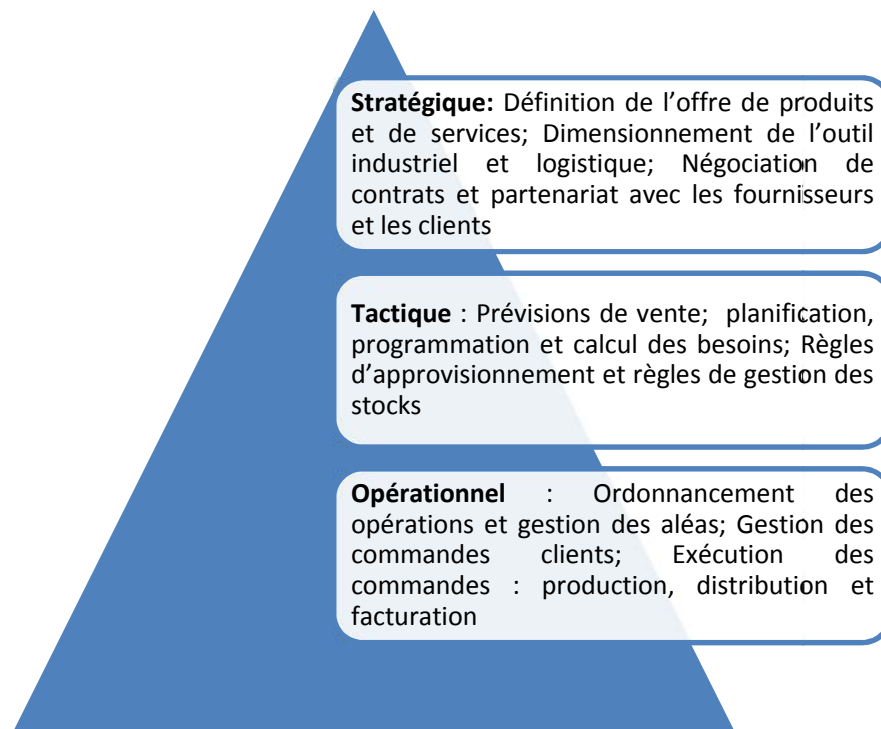 Stratégique: Définition de l’offre de produits
et de services; Dimensionnement de l’outil
industriel et logistique; Négociation de
contrats et partenariat avec les fournisseurs
et les clients
Tactique : Prévisions de vente; planification,
programmation et calcul des besoins; Règles
d’approvisionnement et règles de gestion des
stocks
Opérationnel : Ordonnancement des
opérations et gestion des aléas; Gestion des
commandes clients; Exécution des
commandes : production, distribution et
facturation